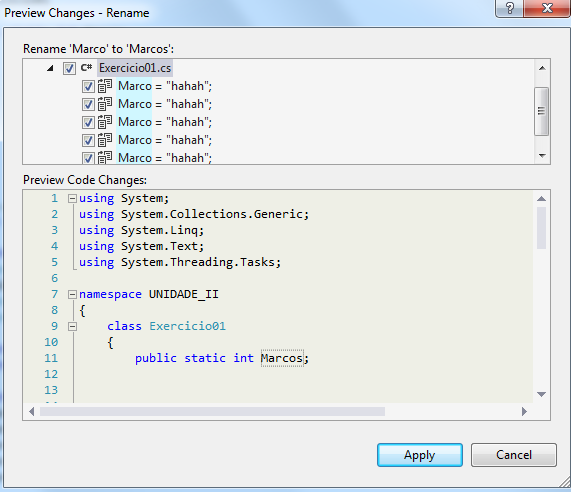 Preview Changes - Rename
Rename 'Marco' to 'Marcos':
C# Exercicio01.cs
Marco = "hahah";
Marco = "hahah";
Marco = "hahah";
Marco = "hahah";
Marco = "hahah";
Preview Code Changes:
1 using System;
2 using System.Collections.Generic;
3 using System.Linq;
4 using System.Text;
5 using System.Threading.Tasks;
6
7 namespace UNIDADE_II
8 {
9 class Exercicio01
10 {
11 public static int Marcos;
12
13
Apply Cancel